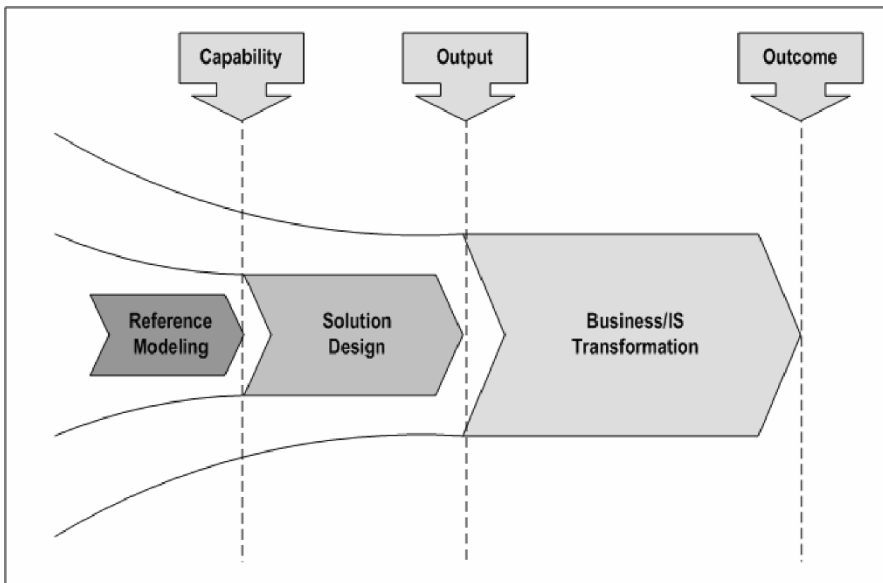 Capability
Output
Outcome
Reference
Modeling
Solution
Design
Business/IS
Transformation